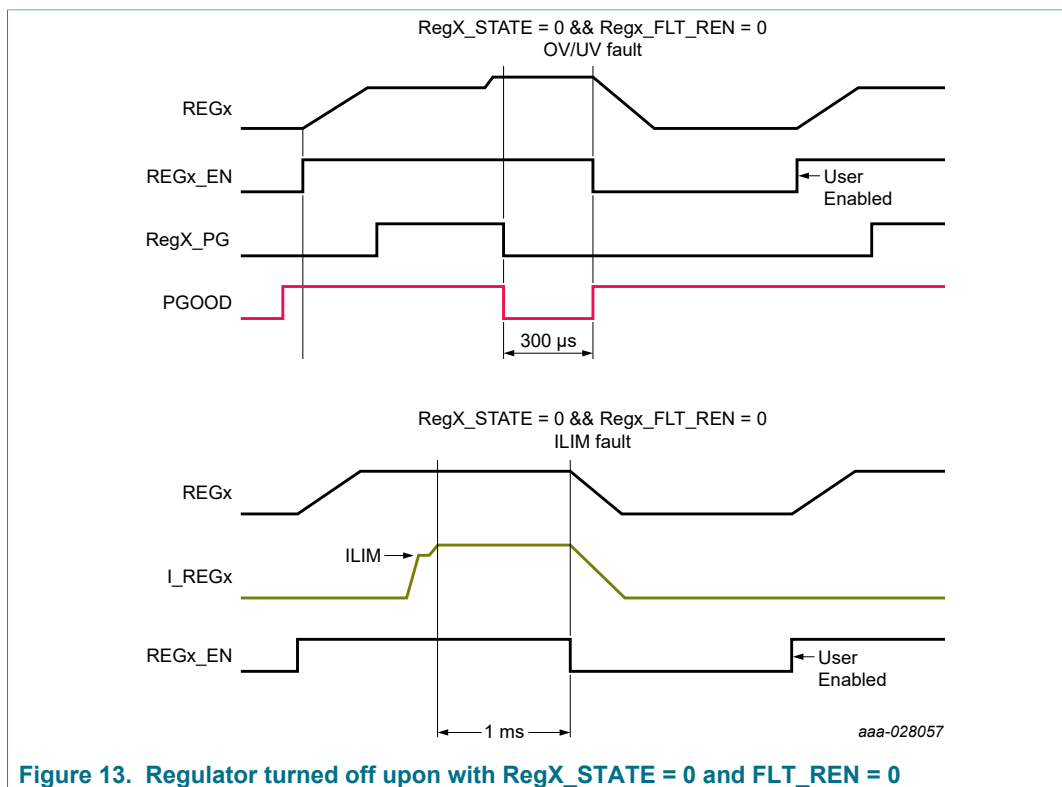 RegX_STATE = 0 && Regx_FLT_REN = 0
OV/UV fault
REGx
REGx_EN
User
Enabled
RegX_PG
PGOOD
300 µs
RegX_STATE = 0 && Regx_FLT_REN = 0
ILIM fault
REGx
ILIM
I_REGx
REGx_EN
User
Enabled
1 ms
aaa-028057
Figure 13. Regulator turned off upon with RegX_STATE = 0 and FLT_REN = 0